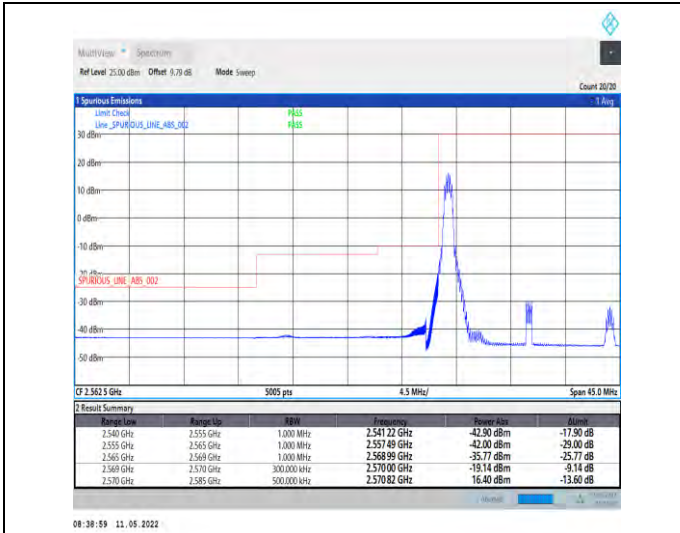 MultiView Spectrum
Ref Level 25.00 dBm Offset 9.79 dB Mode Sweep
Count 20/20
1 Spurious Emissions 1 Avg
Limit Check PASS
Line _SPURIOUS_LINE_ABS_002 PASS
30 dBm
20 dBm
10 dBm
0 dBm
-10 dBm
-20 dBm
SPURIOUS_LINE_ABS_002
-30 dBm
-40 dBm
-50 dBm
CF 2.5625 GHz 5005 pts 4.5 MHz/ Span 45.0 MHz
2 Result Summary
Range Low Range Up RBW Frequency Power Abs ΔLimit
2.540 GHz 2.555 GHz 1.000 MHz 2.541 22 GHz -42.90 dBm -17.90 dB
2.555 GHz 2.565 GHz 1.000 MHz 2.557 49 GHz -42.00 dBm -29.00 dB
2.565 GHz 2.569 GHz 1.000 MHz 2.568 99 GHz -35.77 dBm -25.77 dB
2.569 GHz 2.570 GHz 300.000 kHz 2.570 00 GHz -19.14 dBm -9.14 dB
2.570 GHz 2.585 GHz 500.000 kHz 2.570 82 GHz 16.40 dBm -13.60 dB
08:38:59 11.05.2022